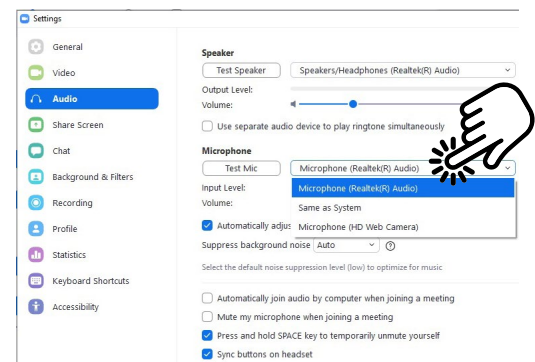 Settings
General
Video
Audio
Share Screen
Chat
Background & Filters
Recording
Profile
Statistics
Keyboard Shortcuts
Accessibility
Speaker
Test Speaker
Speakers/Headphones (Realtek(R) Audio)
Output Level:
Volume:
Use separate audio device to play ringtone simultaneously
Microphone
Test Mic
Microphone (Realtek(R) Audio)
Input Level:
Microphone (Realtek(R) Audio)
Volume:
Same as System
Automatically adjus
Microphone (HD Web Camera)
Suppress background noise Auto
Select the default noise suppression level (low) to optimize for music
Automatically join audio by computer when joining a meeting
Mute my microphone when joining a meeting
Press and hold SPACE key to temporarily unmute yourself
Sync buttons on headset